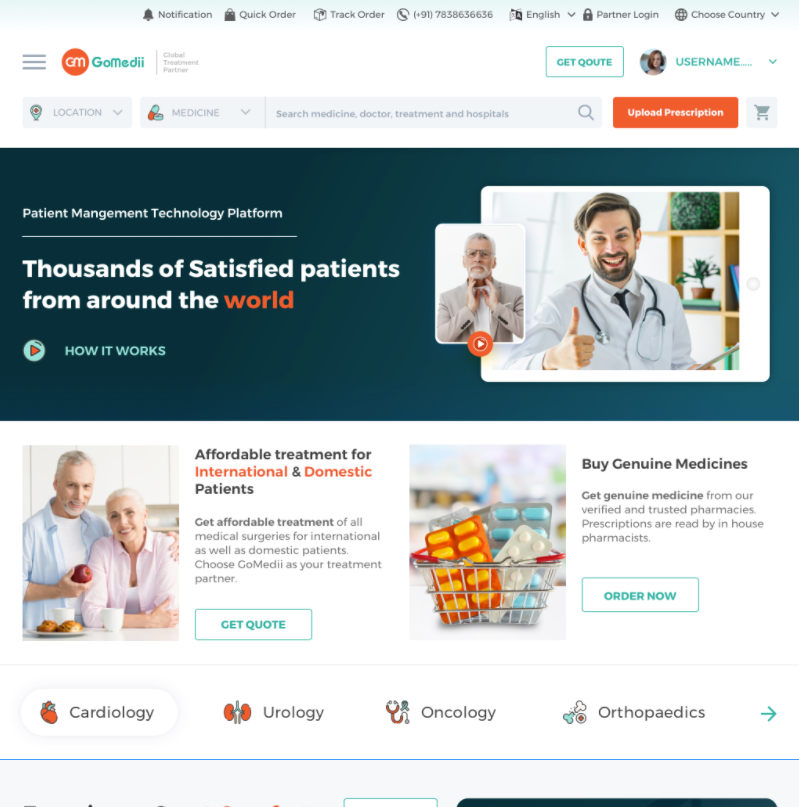 Notification Quick Order Track Order (+91) 7838636636 English Partner Login Choose Country
GM GoMedii Global
Treatment
Partner
GET QOUTE USERNAME.....
LOCATION MEDICINE Search medicine, doctor, treatment and hospitals Upload Prescription
Patient Mangement Technology Platform
Thousands of Satisfied patients
from around the world
HOW IT WORKS
Affordable treatment for
International & Domestic
Patients
Get affordable treatment of all
medical surgeries for international
as well as domestic patients.
Choose GoMedii as your treatment
partner.
GET QUOTE
Buy Genuine Medicines
Get genuine medicine from our
verified and trusted pharmacies.
Prescriptions are read by in house
pharmacists.
ORDER NOW
Cardiology Urology Oncology Orthopaedics